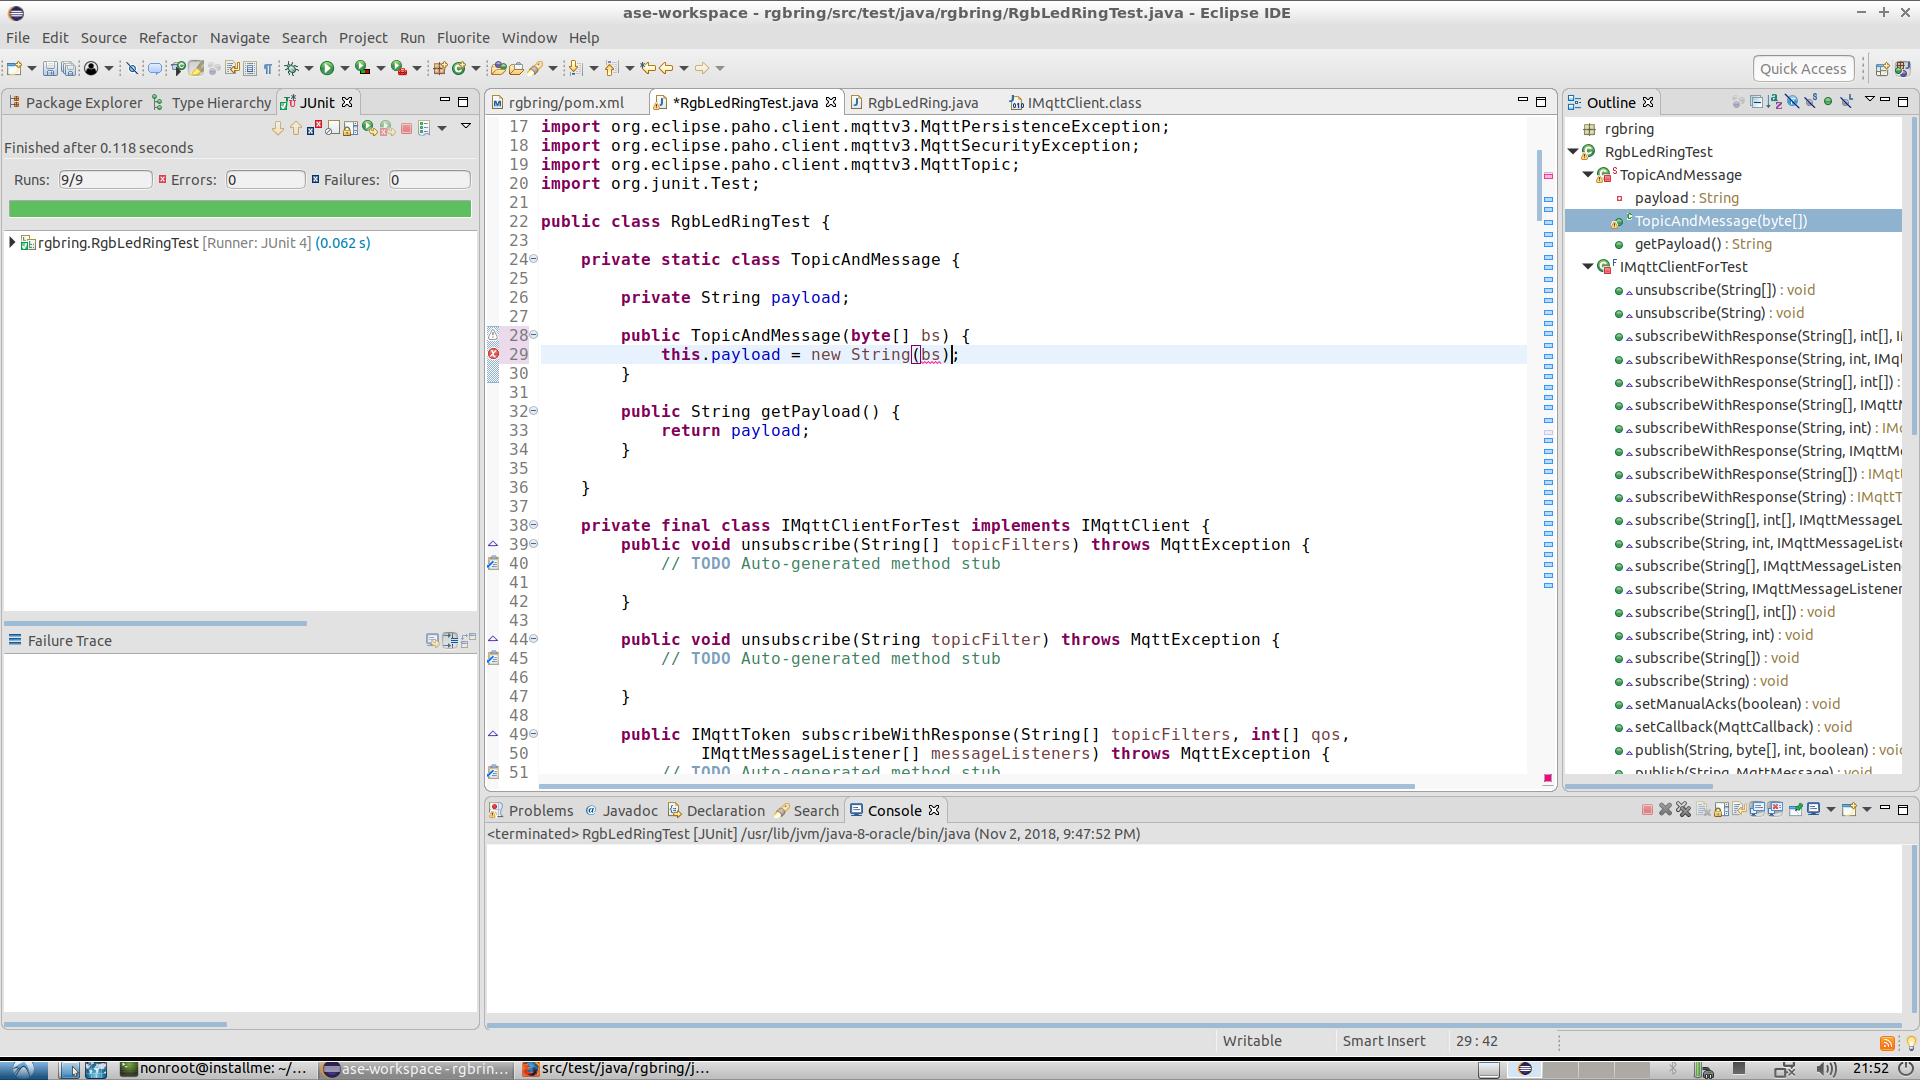 ase-workspace - rgbring/src/test/java/rgbring/RgbLedRingTest.java - Eclipse IDE
File Edit Source Refactor Navigate Search Project Run Fluorite Window Help
Quick Access
Package Explorer Type Hierarchy JUnit
Finished after 0.118 seconds
Runs: 9/9 Errors: 0 Failures: 0
rgbring.RgbLedRingTest [Runner: JUnit 4] (0.062 s)
Failure Trace
rgbring/pom.xml *RgbLedRingTest.java RgbLedRing.java IMqttClient.class
17 import org.eclipse.paho.client.mqttv3.MqttPersistenceException;
18 import org.eclipse.paho.client.mqttv3.MqttSecurityException;
19 import org.eclipse.paho.client.mqttv3.MqttTopic;
20 import org.junit.Test;
21
22 public class RgbLedRingTest {
23
24 private static class TopicAndMessage {
25
26 private String payload;
27
28 public TopicAndMessage(byte[] bs) {
29 this.payload = new String(bs);
30 }
31
32 public String getPayload() {
33 return payload;
34 }
35
36 }
37
38 private final class IMqttClientForTest implements IMqttClient {
39 public void unsubscribe(String[] topicFilters) throws MqttException {
40 // TODO Auto-generated method stub
41
42 }
43
44 public void unsubscribe(String topicFilter) throws MqttException {
45 // TODO Auto-generated method stub
46
47 }
48
49 public IMqttToken subscribeWithResponse(String[] topicFilters, int[] qos,
50 IMqttMessageListener[] messageListeners) throws MqttException {
51 // TODO Auto-generated method stub
Outline
rgbring
RgbLedRingTest
TopicAndMessage
payload : String
TopicAndMessage(byte[])
getPayload() : String
IMqttClientForTest
unsubscribe(String[]) : void
unsubscribe(String) : void
subscribeWithResponse(String[], int[], I
subscribeWithResponse(String, int, IMq
subscribeWithResponse(String[], int[]) :
subscribeWithResponse(String[], IMqtt
subscribeWithResponse(String, int) : IM
subscribeWithResponse(String, IMqttM
subscribeWithResponse(String[]) : IMqt
subscribeWithResponse(String) : IMqttT
subscribe(String[], int[], IMqttMessageL
subscribe(String, int, IMqttMessageListe
subscribe(String[], IMqttMessageListen
subscribe(String, IMqttMessageListener
subscribe(String[], int[]) : void
subscribe(String, int) : void
subscribe(String[]) : void
subscribe(String) : void
setManualAcks(boolean) : void
setCallback(MqttCallback) : void
publish(String, byte[], int, boolean) : voi
publish(String, MqttMessage) : void
Problems Javadoc Declaration Search Console
<terminated> RgbLedRingTest [JUnit] /usr/lib/jvm/java-8-oracle/bin/java (Nov 2, 2018, 9:47:52 PM)
Writable Smart Insert 29 : 42
nonroot@installme: ~/... ase-workspace - rgbrin... src/test/java/rgbring/j... 21:52